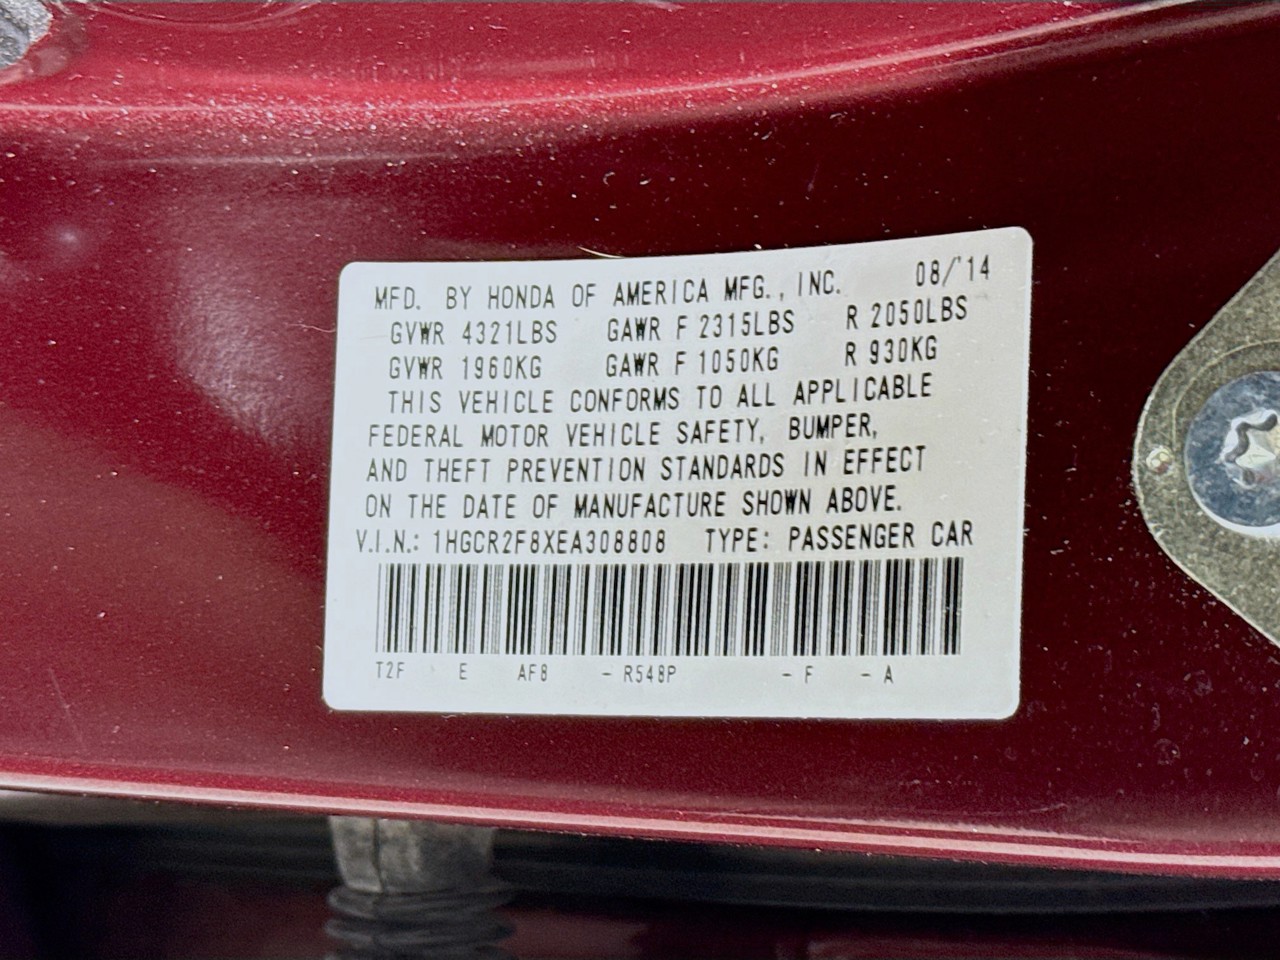 MFD. BY HONDA OF AMERICA MFG., INC. 08/'14
GVWR 4321LBS GAWR F 2315LBS R 2050LBS
GVWR 1960KG GAWR F 1050KG R 930KG
THIS VEHICLE CONFORMS TO ALL APPLICABLE
FEDERAL MOTOR VEHICLE SAFETY, BUMPER,
AND THEFT PREVENTION STANDARDS IN EFFECT
ON THE DATE OF MANUFACTURE SHOWN ABOVE.
V.I.N.: 1HGCR2F8XEA308808 TYPE: PASSENGER CAR
T2F E AF8 - R548P - F - A